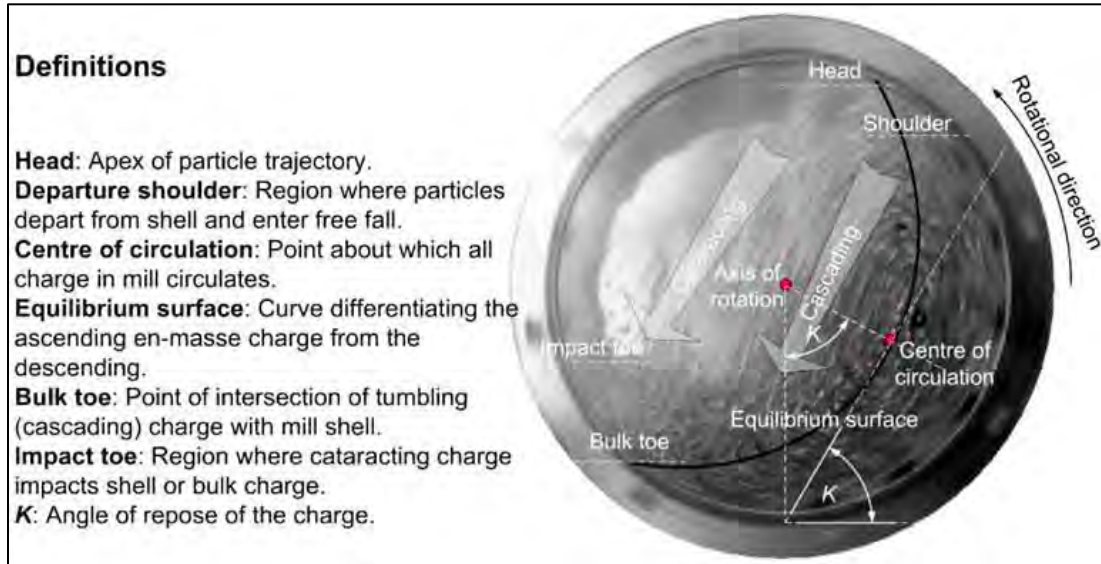 Definitions
Head: Apex of particle trajectory.
Departure shoulder: Region where particles
depart from shell and enter free fall.
Centre of circulation: Point about which all
charge in mill circulates.
Equilibrium surface: Curve differentiating the
ascending en-masse charge from the
descending.
Bulk toe: Point of intersection of tumbling
(cascading) charge with mill shell.
Impact toe: Region where cataracting charge
impacts shell or bulk charge.
K: Angle of repose of the charge.
Head
Shoulder
Rotational direction
Cascading
Axis of
rotation
K
Impact toe
Centre of
circulation
Equilibrium surface
Bulk toe
K